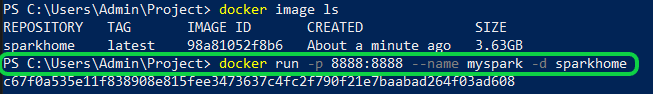 PS C:\Users\Admin\Project> docker image ls
REPOSITORY TAG IMAGE ID CREATED SIZE
sparkhome latest 98a81052f8b6 About a minute ago 3.63GB
PS C:\Users\Admin\Project> docker run -p 8888:8888 --name myspark -d sparkhome
c67f0a535e11f838908e815fee3473637c4fc2f790f21e7baabad264f03ad608